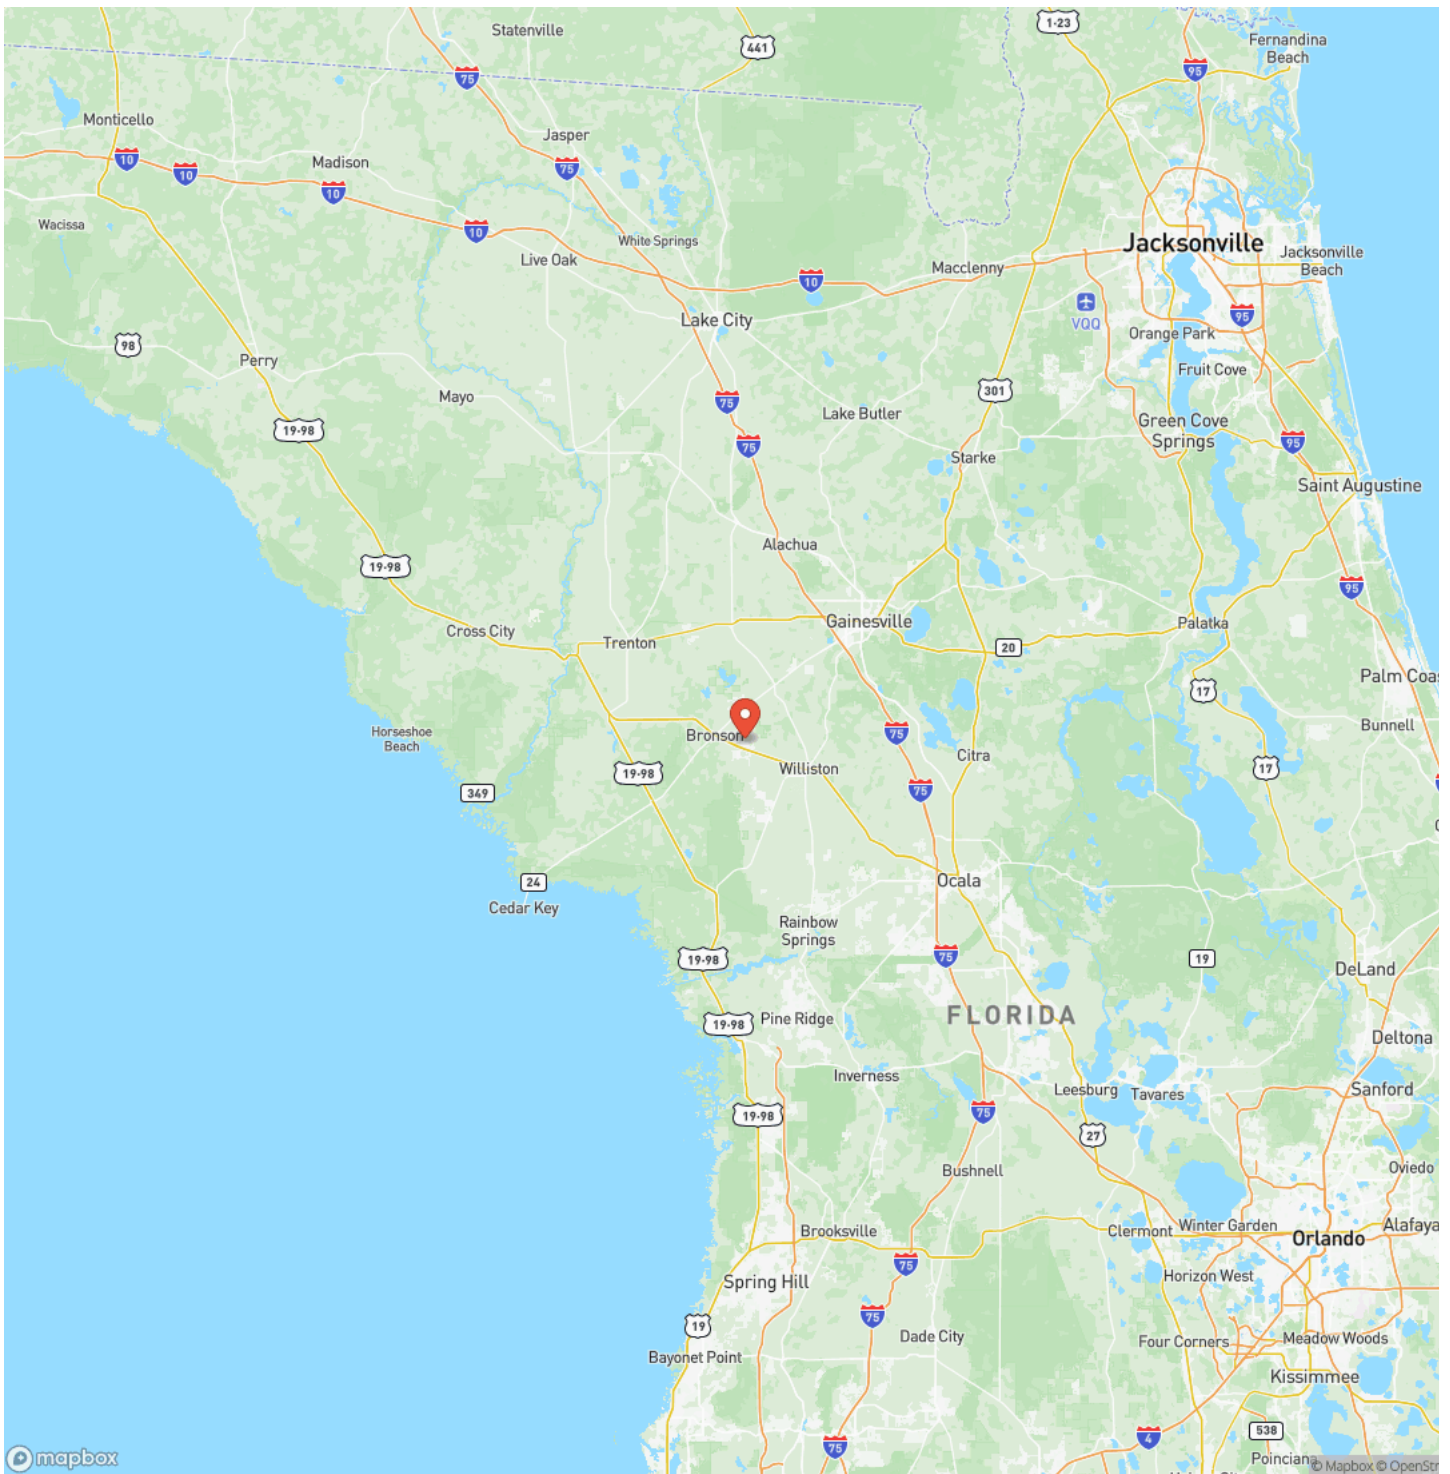 1-23
Statenville
441
Fernandina
Beach
75
95
Monticello
Jasper
10
Madison
75
10
10
Wacissa
10
White Springs
Jacksonville
Live Oak
Jacksonville
Beach
Macclenny
10
VQQ
95
Lake City
Orange Park
98
Perry
Fruit Cove
301
Mayo
75
Lake Butler
Green Cove
Springs
19-98
75
95
Starke
Saint Augustine
Alachua
19-98
95
Gainesville
Palatka
Cross City
Trenton
20
Palm Coas
17
Bunnell
Horseshoe
Beach
Bronson
75
Citra
Williston
17
19-98
349
75
24
Ocala
Cedar Key
Rainbow
Springs
19-98
75
19
DeLand
FLORIDA
19-98
Pine Ridge
Deltona
Inverness
Leesburg
Tavares
Sanford
19-98
75
27
Bushnell
Oviedo
Brooksville
Clermont
Winter Garden
Orlando
Alafaya
75
Spring Hill
Horizon West
19
75
Dade City
Four Corners
Meadow Woods
Bayonet Point
Kissimmee
538
4
75
mapbox
Poinciana
© Mapbox © OpenStr